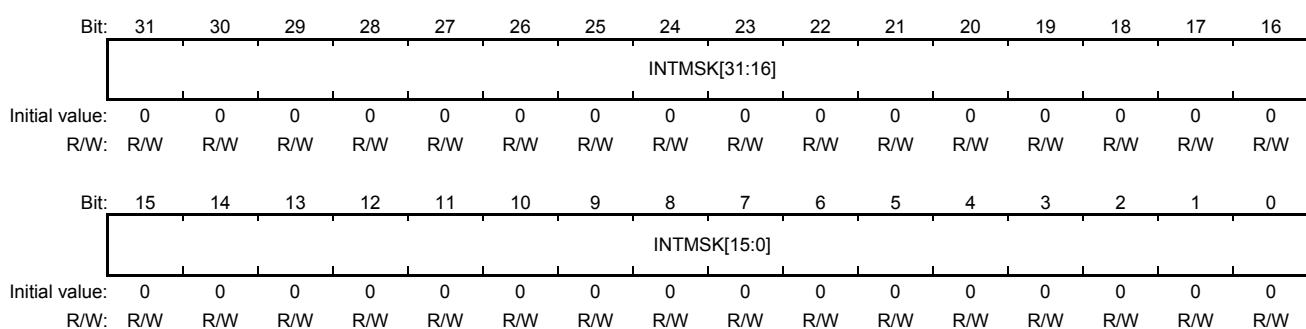 Bit: 31 30 29 28 27 26 25 24 23 22 21 20 19 18 17 16
INTMSK[31:16]
Initial value: 0 0 0 0 0 0 0 0 0 0 0 0 0 0 0 0
R/W: R/W R/W R/W R/W R/W R/W R/W R/W R/W R/W R/W R/W R/W R/W R/W R/W
Bit: 15 14 13 12 11 10 9 8 7 6 5 4 3 2 1 0
INTMSK[15:0]
Initial value: 0 0 0 0 0 0 0 0 0 0 0 0 0 0 0 0
R/W: R/W R/W R/W R/W R/W R/W R/W R/W R/W R/W R/W R/W R/W R/W R/W R/W